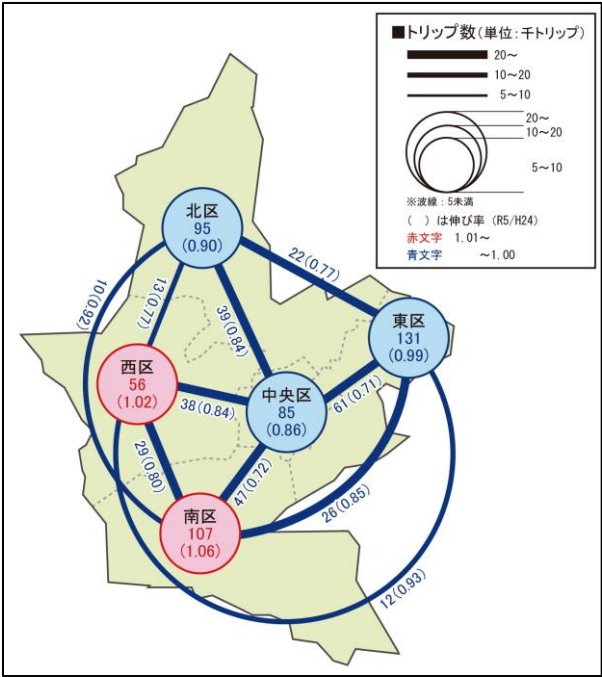 ■トリップ数(単位:千トリップ)
20~
10~20
5~10
20~
10~20
5~10
※波線:5未満
( )は伸び率(R5/H24)
赤文字 1.01~
青文字 ~1.00
北区
95
(0.90)
22(0.77)
10(0.92)
13(0.77)
39(0.84)
東区
131
(0.99)
西区
56
(1.02)
38(0.84)
中央区
85
(0.86)
61(0.71)
29(0.80)
47(0.72)
26(0.85)
南区
107
(1.06)
12(0.93)